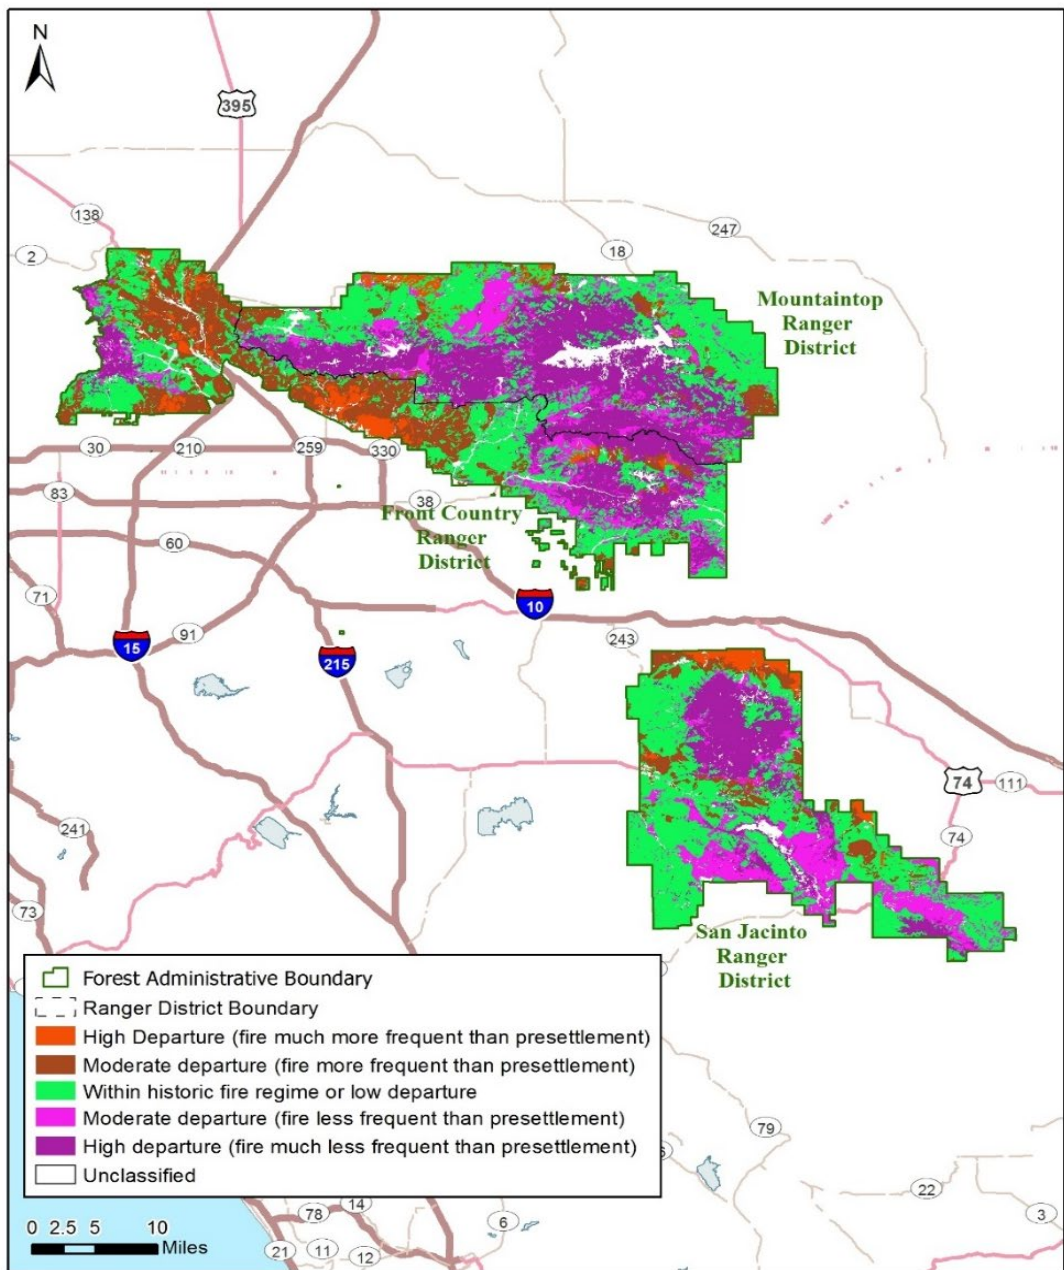 N
395
138
2
247
18
Mountaintop
Ranger
District
30
210
259
330
83
38
Front Country
Ranger
District
60
10
71
91
15
215
243
74
111
74
241
73
San Jacinto
Ranger
District
Forest Administrative Boundary
Ranger District Boundary
High Departure (fire much more frequent than presettlement)
Moderate departure (fire more frequent than presettlement)
Within historic fire regime or low departure
Moderate departure (fire less frequent than presettlement)
High departure (fire much less frequent than presettlement)
Unclassified
79
22
3
0 2.5 5 10
Miles
78
14
6
21
11
12